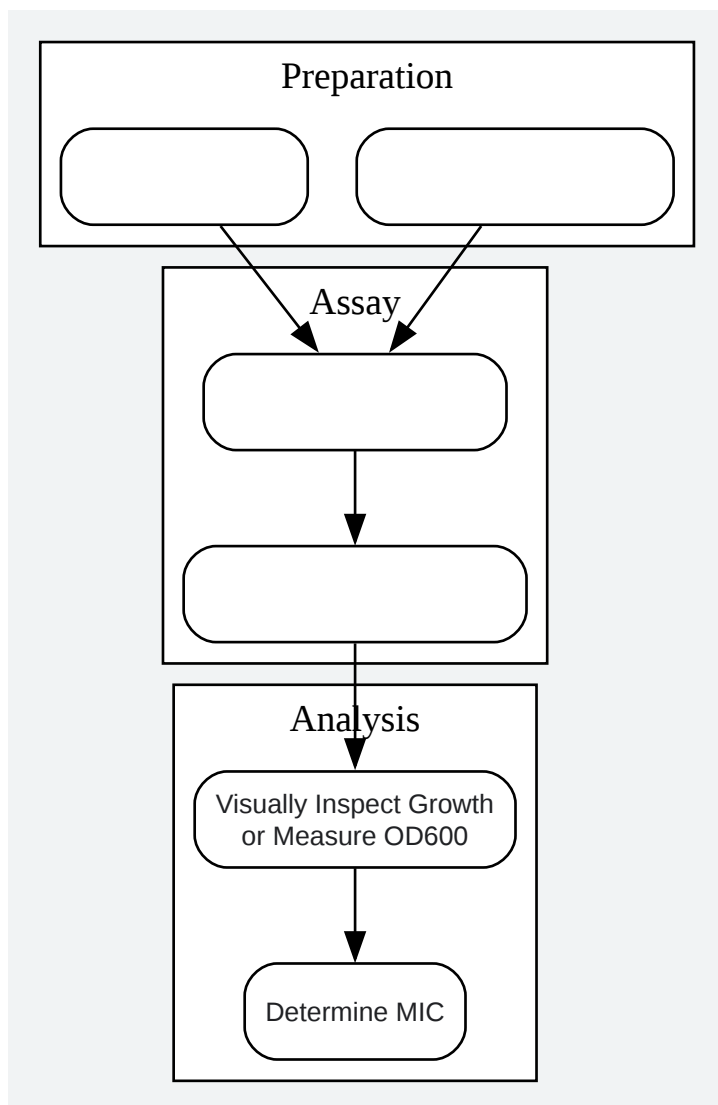 Preparation
Assay
Analysis
Visually Inspect Growth
or Measure OD600
Determine MIC